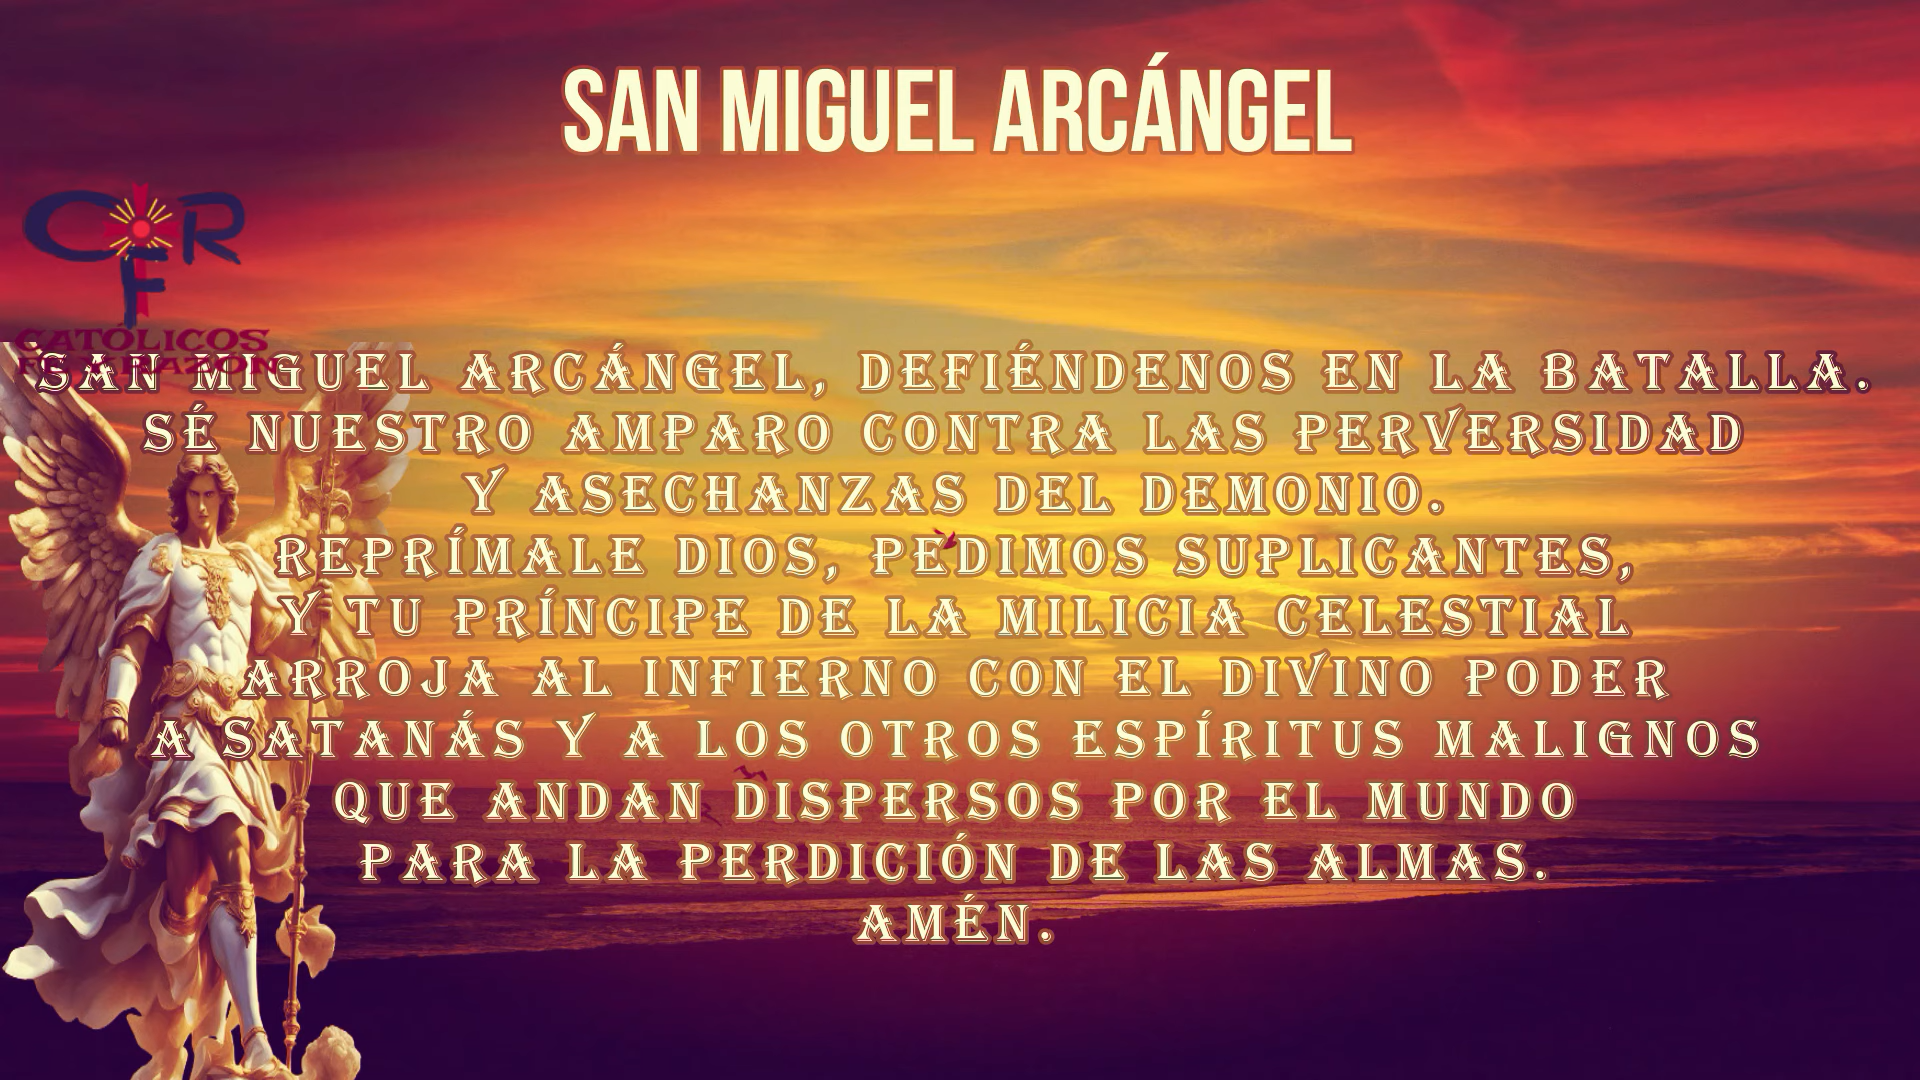 SAN MIGUEL ARCÁNGEL
C R
F
CATÓLICOS
FE Y RAZÓN
SAN MIGUEL ARCÁNGEL, DEFIÉNDENOS EN LA BATALLA.
SÉ NUESTRO AMPARO CONTRA LAS PERVERSIDAD
Y ASECHANZAS DEL DEMONIO.
REPRÍMALE DIOS, PEDIMOS SUPLICANTES,
Y TU PRÍNCIPE DE LA MILICIA CELESTIAL
ARROJA AL INFIERNO CON EL DIVINO PODER
A SATANÁS Y A LOS OTROS ESPÍRITUS MALIGNOS
QUE ANDAN DISPERSOS POR EL MUNDO
PARA LA PERDICIÓN DE LAS ALMAS.
AMÉN.